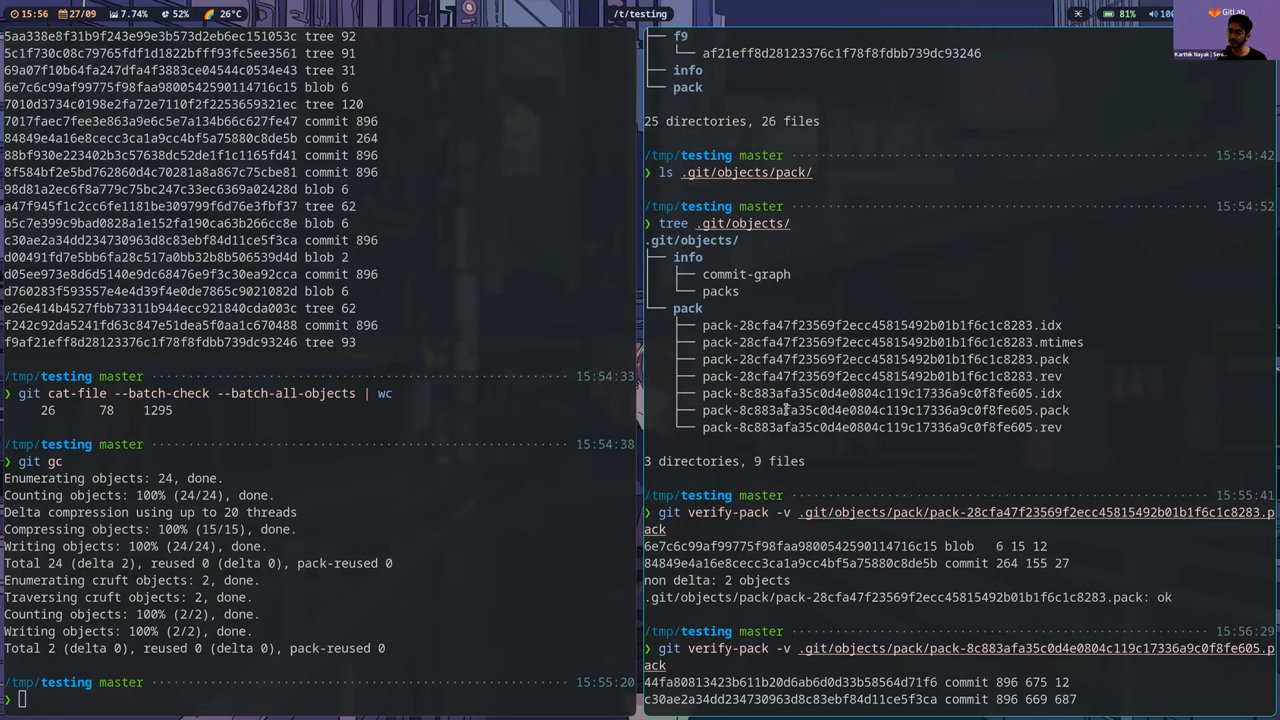 15:56 27/09 7.74% 52% 26°C
/t/testing
81% 100
GitLab
Karthik Nayak | Seni
5aa338e8f31b9f243e99e3b573d2eb6ec151053c tree 92
5c1f730c08c79765fdf1d1822bfff93fc5ee3561 tree 91
69a07f10b64fa247dfa4f3883ce04544c0534e43 tree 31
6e7c6c99af99775f98faa9800542590114716c15 blob 6
7010d3734c0198e2fa72e7110f2f2253659321ec tree 120
7017faec7fee3e863a9e6c5e7a134b66c627fe47 commit 896
84849e4a16e8cecc3ca1a9cc4bf5a75880c8de5b commit 264
88bf930e223402b3c57638dc52de1f1c1165fd41 commit 896
8f584bf2e5bd762860d4c70281a8a867c75cbe81 commit 896
98d81a2ec6f8a779c75bc247c33ec6369a02428d blob 6
a47f945f1c2cc6fe1181be309799f6d76e3fbf37 tree 62
b5c7e399c9bad0828a1e152fa190ca63b266cc8e blob 6
c30ae2a34dd234730963d8c83ebf84d11ce5f3ca commit 896
d00491fd7e5bb6fa28c517a0bb32b8b506539d4d blob 2
d05ee973e8d6d5140e9dc68476e9f3c30ea92cca commit 896
d760283f593557e4e4d39f4e0de7865c9021082d blob 6
e26e414b4527fbb73311b944ecc921840cda003c tree 62
f242c92da5241fd63c847e51dea5f0aa1c670488 commit 896
f9af21eff8d28123376c1f78f8fdbb739dc93246 tree 93
/tmp/testing master 15:54:33
❯ git cat-file --batch-check --batch-all-objects | wc
26 78 1295
/tmp/testing master 15:54:38
❯ git gc
Enumerating objects: 24, done.
Counting objects: 100% (24/24), done.
Delta compression using up to 20 threads
Compressing objects: 100% (15/15), done.
Writing objects: 100% (24/24), done.
Total 24 (delta 2), reused 0 (delta 0), pack-reused 0
Enumerating cruft objects: 2, done.
Traversing cruft objects: 2, done.
Counting objects: 100% (2/2), done.
Writing objects: 100% (2/2), done.
Total 2 (delta 0), reused 0 (delta 0), pack-reused 0
/tmp/testing master 15:55:20
❯
├── f9
│   └── af21eff8d28123376c1f78f8fdbb739dc93246
├── info
└── pack
25 directories, 26 files
/tmp/testing master 15:54:42
❯ ls .git/objects/pack/
/tmp/testing master 15:54:52
❯ tree .git/objects/
.git/objects/
├── info
│   ├── commit-graph
│   └── packs
└── pack
├── pack-28cfa47f23569f2ecc45815492b01b1f6c1c8283.idx
├── pack-28cfa47f23569f2ecc45815492b01b1f6c1c8283.mtimes
├── pack-28cfa47f23569f2ecc45815492b01b1f6c1c8283.pack
├── pack-28cfa47f23569f2ecc45815492b01b1f6c1c8283.rev
├── pack-8c883afa35c0d4e0804c119c17336a9c0f8fe605.idx
├── pack-8c883afa35c0d4e0804c119c17336a9c0f8fe605.pack
└── pack-8c883afa35c0d4e0804c119c17336a9c0f8fe605.rev
3 directories, 9 files
/tmp/testing master 15:55:41
❯ git verify-pack -v .git/objects/pack/pack-28cfa47f23569f2ecc45815492b01b1f6c1c8283.p
ack
6e7c6c99af99775f98faa9800542590114716c15 blob   6 15 12
84849e4a16e8cecc3ca1a9cc4bf5a75880c8de5b commit 264 155 27
non delta: 2 objects
.git/objects/pack/pack-28cfa47f23569f2ecc45815492b01b1f6c1c8283.pack: ok
/tmp/testing master 15:56:29
❯ git verify-pack -v .git/objects/pack/pack-8c883afa35c0d4e0804c119c17336a9c0f8fe605.p
ack
44fa803423b611b20d6ab6d0d33b58564d71f6 commit 896 675 12
c30ae2a34dd234730963d8c83ebf84d11ce5f3ca commit 896 669 687